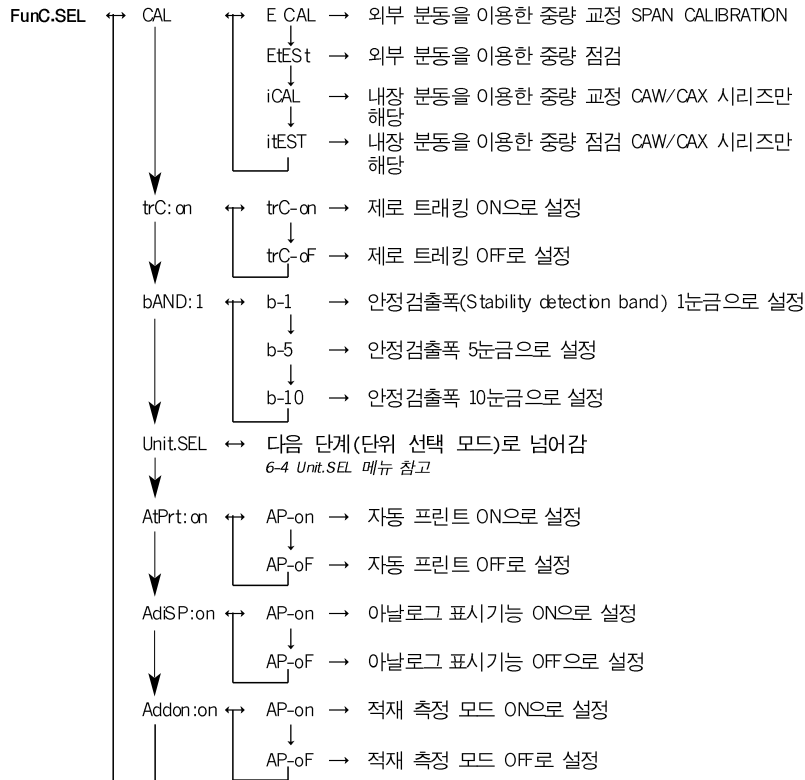 FunC.SEL ↔ CAL ↔ E CAL → 외부 분동을 이용한 중량 교정 SPAN CALIBRATION
EtESt → 외부 분동을 이용한 중량 점검
iCAL → 내장 분동을 이용한 중량 교정 CAW/CAX 시리즈만
해당
itEST → 내장 분동을 이용한 중량 점검 CAW/CAX 시리즈만
해당
trC:on ↔ trC-on → 제로 트래킹 ON으로 설정
trC-oF → 제로 트레킹 OFF로 설정
bAND:1 ↔ b-1 → 안정검출폭(Stability detection band) 1눈금으로 설정
b-5 → 안정검출폭 5눈금으로 설정
b-10 → 안정검출폭 10눈금으로 설정
Unit.SEL ↔ 다음 단계(단위 선택 모드)로 넘어감
6-4 Unit.SEL 메뉴 참고
AtPrt:on ↔ AP-on → 자동 프린트 ON으로 설정
AP-oF → 자동 프린트 OFF로 설정
AdiSP:on ↔ AP-on → 아날로그 표시기능 ON으로 설정
AP-oF → 아날로그 표시기능 OFF으로 설정
Addon:on ↔ AP-on → 적재 측정 모드 ON으로 설정
AP-oF → 적재 측정 모드 OFF로 설정